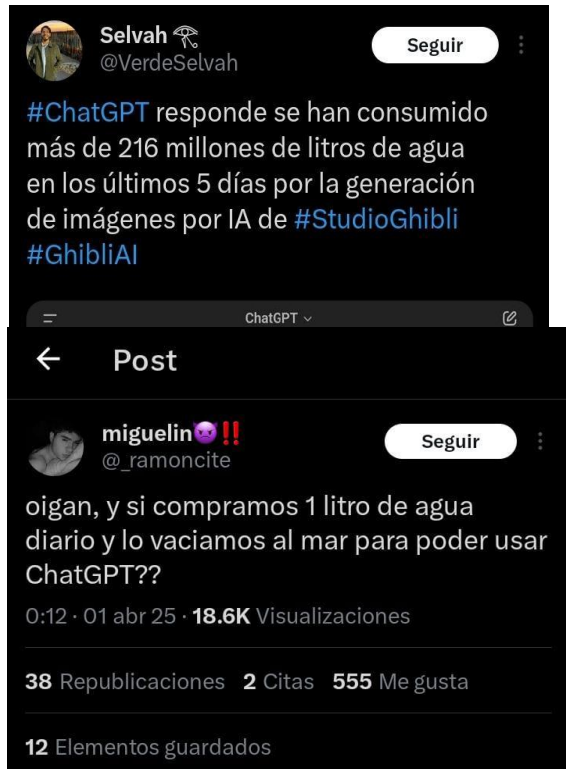 Selvah
@VerdeSelvah
Seguir
#ChatGPT responde se han consumido
más de 216 millones de litros de agua
en los últimos 5 días por la generación
de imágenes por IA de #StudioGhibli
#GhibliAI
ChatGPT
Post
miguelin😈‼️
@_ramoncite
Seguir
oigan, y si compramos 1 litro de agua
diario y lo vaciamos al mar para poder usar
ChatGPT??
0:12 · 01 abr 25 · 18.6K Visualizaciones
38 Republicaciones 2 Citas 555 Me gusta
12 Elementos guardados